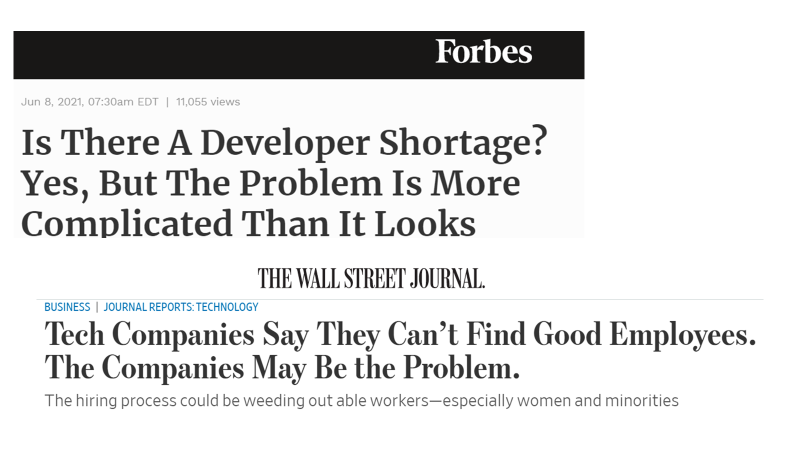 Forbes
Jun 8, 2021, 07:30am EDT | 11,055 views
Is There A Developer Shortage?
Yes, But The Problem Is More
Complicated Than It Looks
THE WALL STREET JOURNAL.
BUSINESS | JOURNAL REPORTS: TECHNOLOGY
Tech Companies Say They Can’t Find Good Employees.
The Companies May Be the Problem.
The hiring process could be weeding out able workers—especially women and minorities